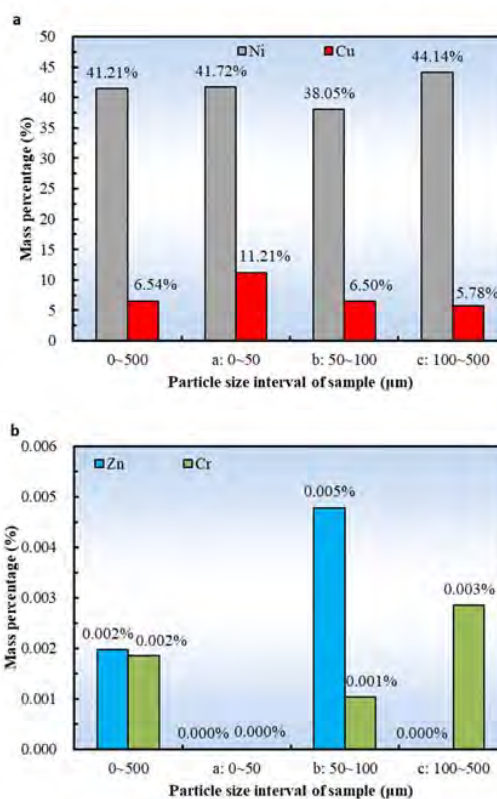 a
50
45
40
35
30
25
20
15
10
5
0
Mass percentage (%)
Ni
Cu
41.21%
6.54%
41.72%
11.21%
38.05%
6.50%
44.14%
5.78%
0~500
a: 0~50
b: 50~100
c: 100~500
Particle size interval of sample (μm)
b
0.006
0.005
0.004
0.003
0.002
0.001
0.000
Mass percentage (%)
Zn
Cr
0.002%
0.002%
0.000%
0.000%
0.005%
0.001%
0.000%
0.003%
0~500
a: 0~50
b: 50~100
c: 100~500
Particle size interval of sample (μm)